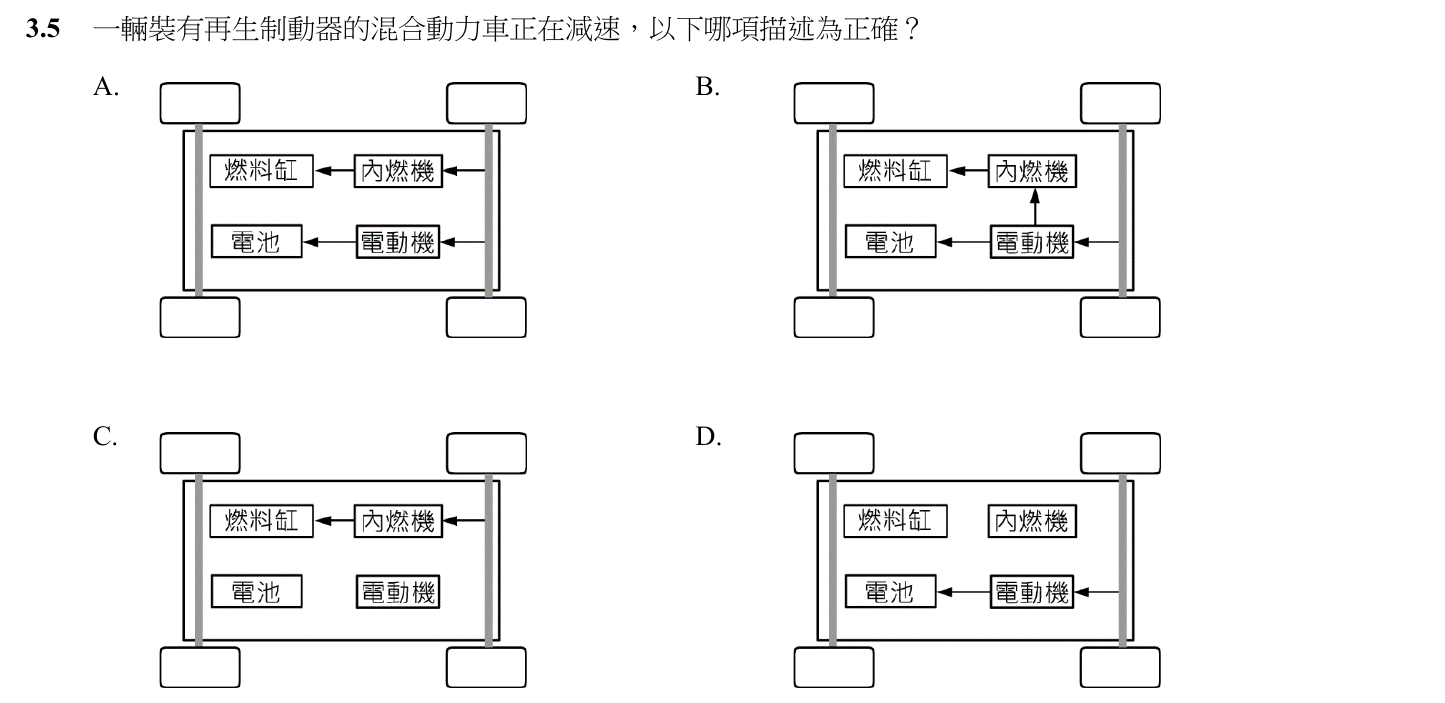 3.5 一輛裝有再生制動器的混合動力車正在減速，以下哪項描述為正確？
A. B.
燃料缸 內燃機 燃料缸 內燃機
電池 電動機 電池 電動機
C. D.
燃料缸 內燃機 燃料缸 內燃機
電池 電動機 電池 電動機